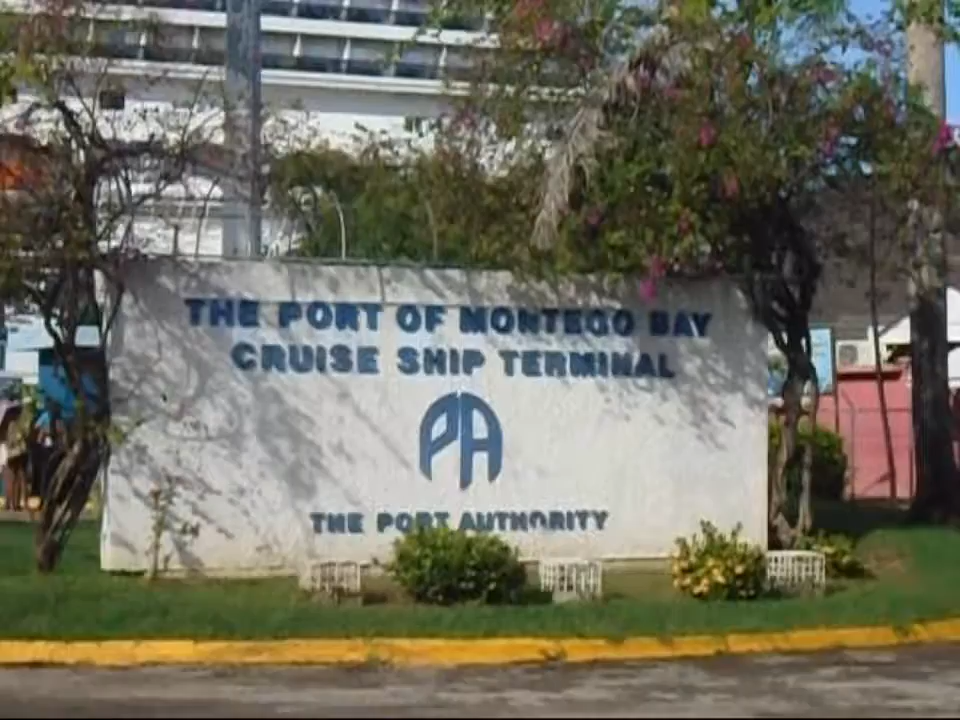 THE PORT OF MONTEGO BAY
CRUISE SHIP TERMINAL
PA
THE PORT AUTHORITY